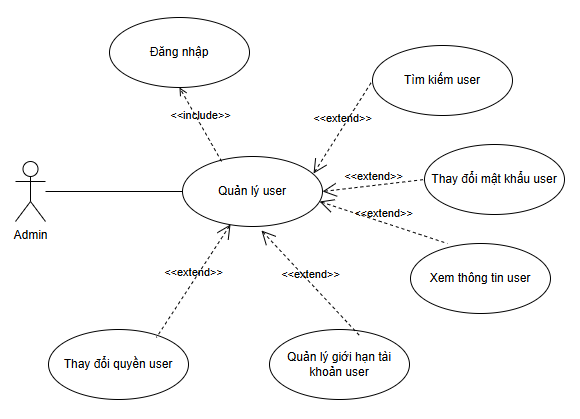 Đăng nhập
Tìm kiếm user
<<include>>
<<extend>>
Thay đổi mật khẩu user
<<extend>>
Quản lý user
Admin
<<extend>>
Xem thông tin user
<<extend>>
<<extend>>
Thay đổi quyền user
Quản lý giới hạn tài
khoản user